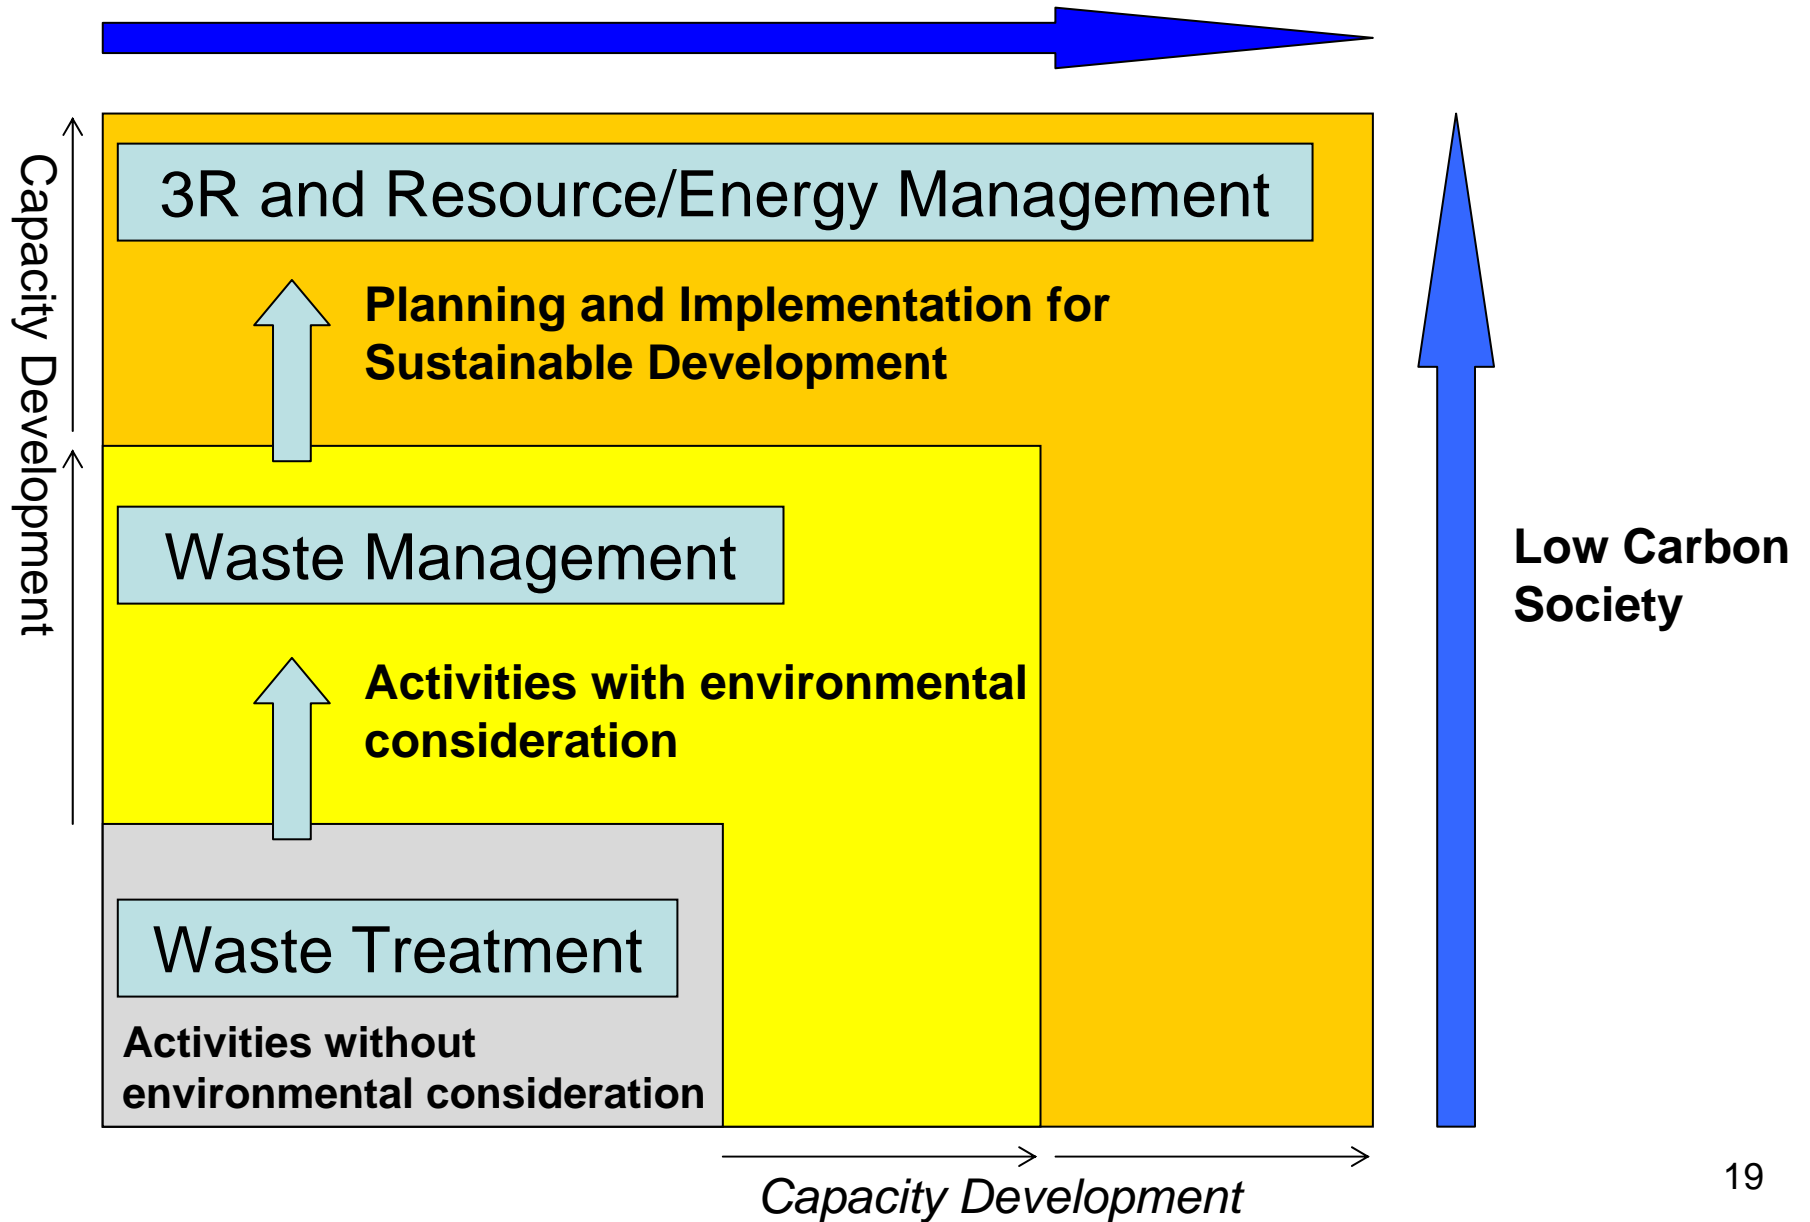 3R and Resource/Energy Management
Planning and Implementation for
Sustainable Development
Capacity Development
Waste Management
Low Carbon
Society
Activities with environmental
consideration
Waste Treatment
Activities without
environmental consideration
Capacity Development
19